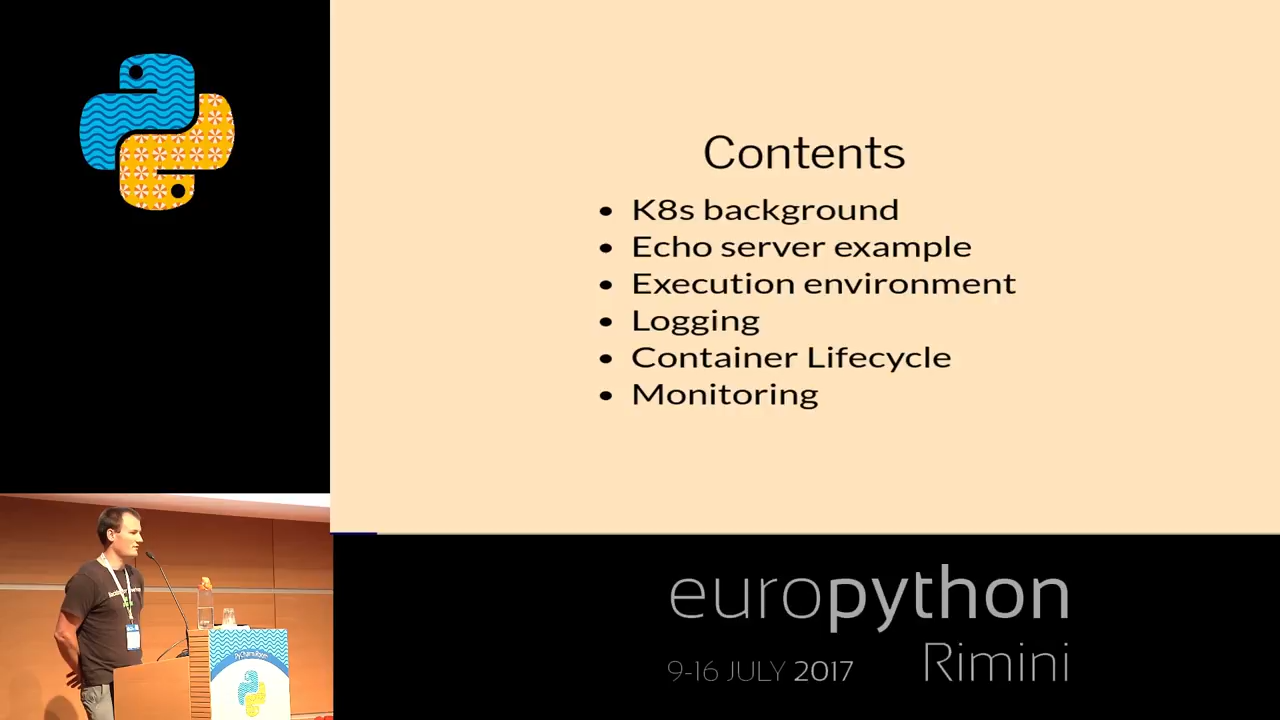 Contents
• K8s background
• Echo server example
• Execution environment
• Logging
• Container Lifecycle
• Monitoring
europython
Rimini
9-16 JULY 2017